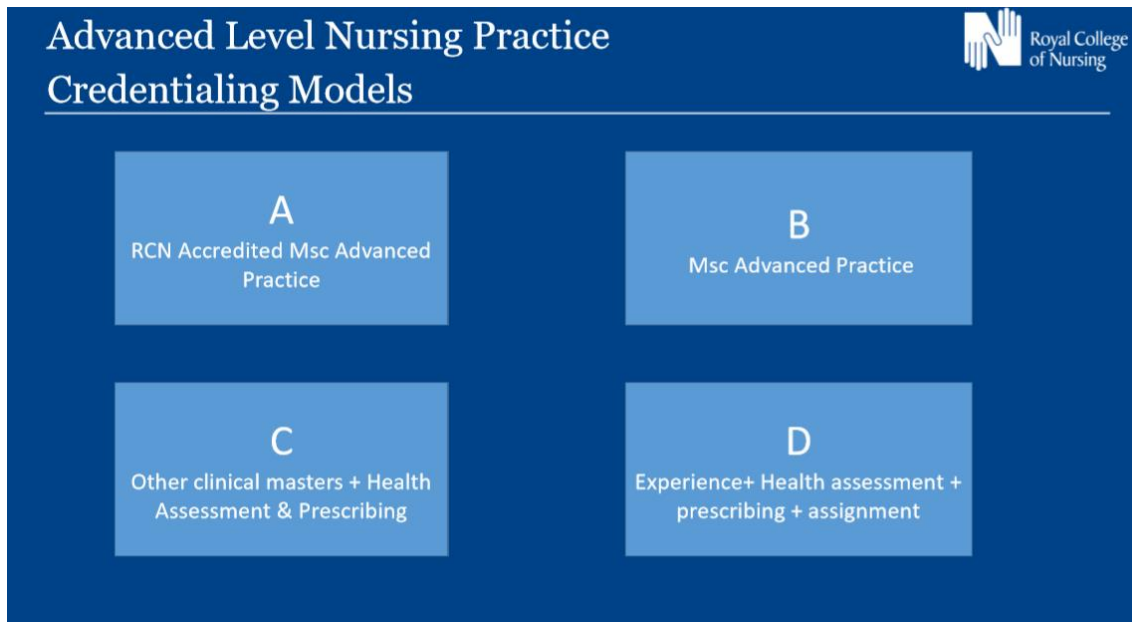 Advanced Level Nursing Practice
Credentialing Models
Royal College
of Nursing
A
RCN Accredited Msc Advanced
Practice
B
Msc Advanced Practice
C
Other clinical masters + Health
Assessment & Prescribing
D
Experience+ Health assessment +
prescribing + assignment